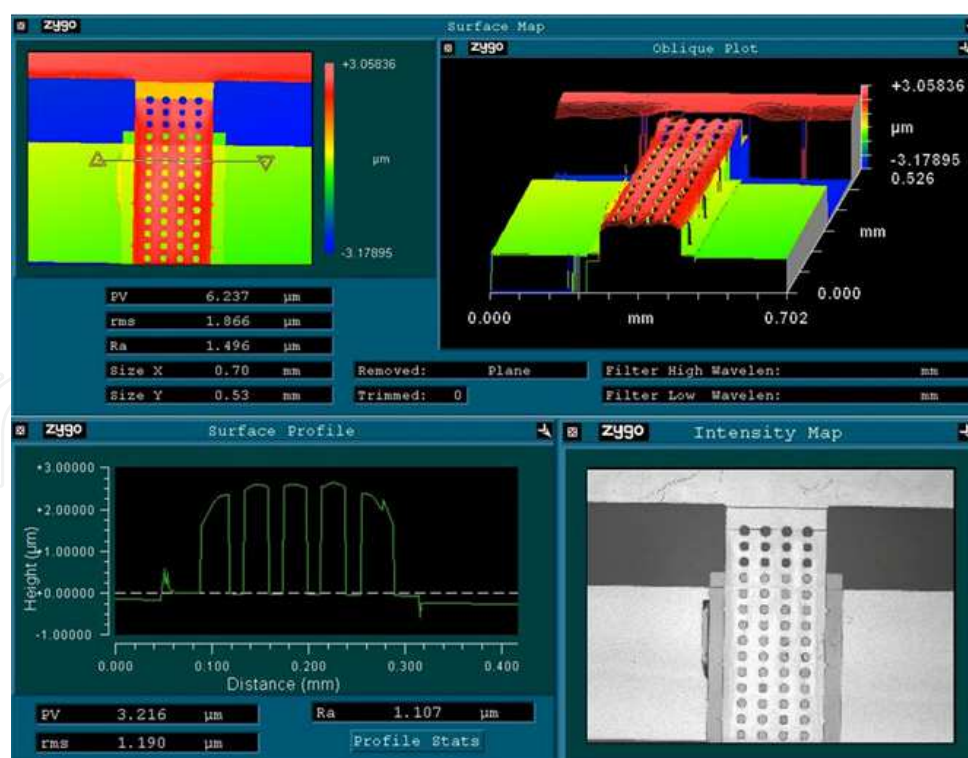 zygo Surface Map
+3.05836
μm
-3.17895
zygo Oblique Plot
+3.05836
μm
-3.17895
0.526
mm
0.000
0.000 mm 0.702
PV 6.237 μm
rms 1.866 μm
Ra 1.496 μm
Size X 0.70 mm
Size Y 0.53 mm
Removed: Plane
Trimmed: 0
Filter High Wavelen: mm
Filter Low Wavelen: mm
zygo Surface Profile
+3.00000
+2.00000
+1.00000
+0.00000
-1.00000
Height (μm)
0.000 0.100 0.200 0.300 0.400
Distance (mm)
PV 3.216 μm
rms 1.190 μm
Ra 1.107 μm
Profile Stats
zygo Intensity Map